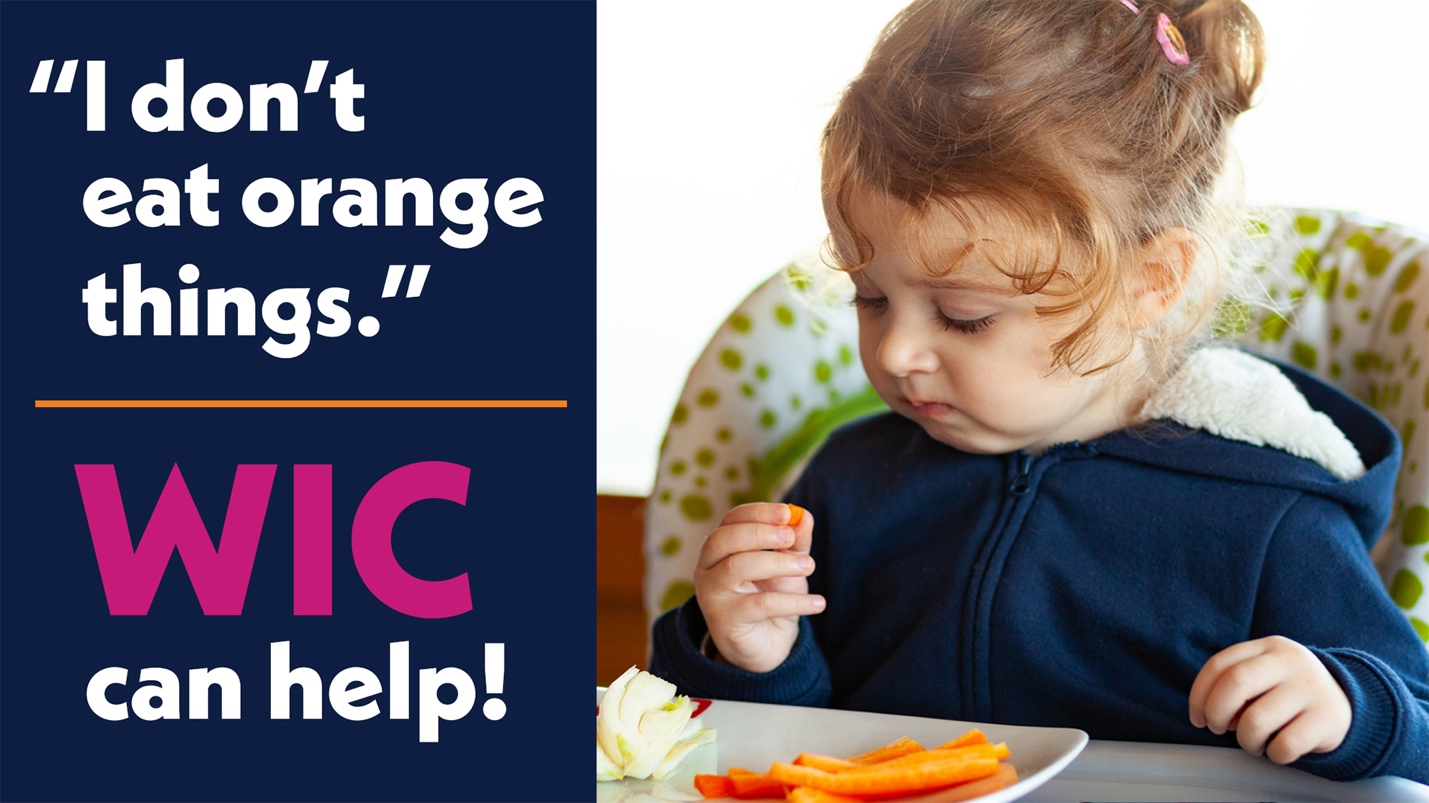 “I don’t
eat orange
things.”
WIC
can help!